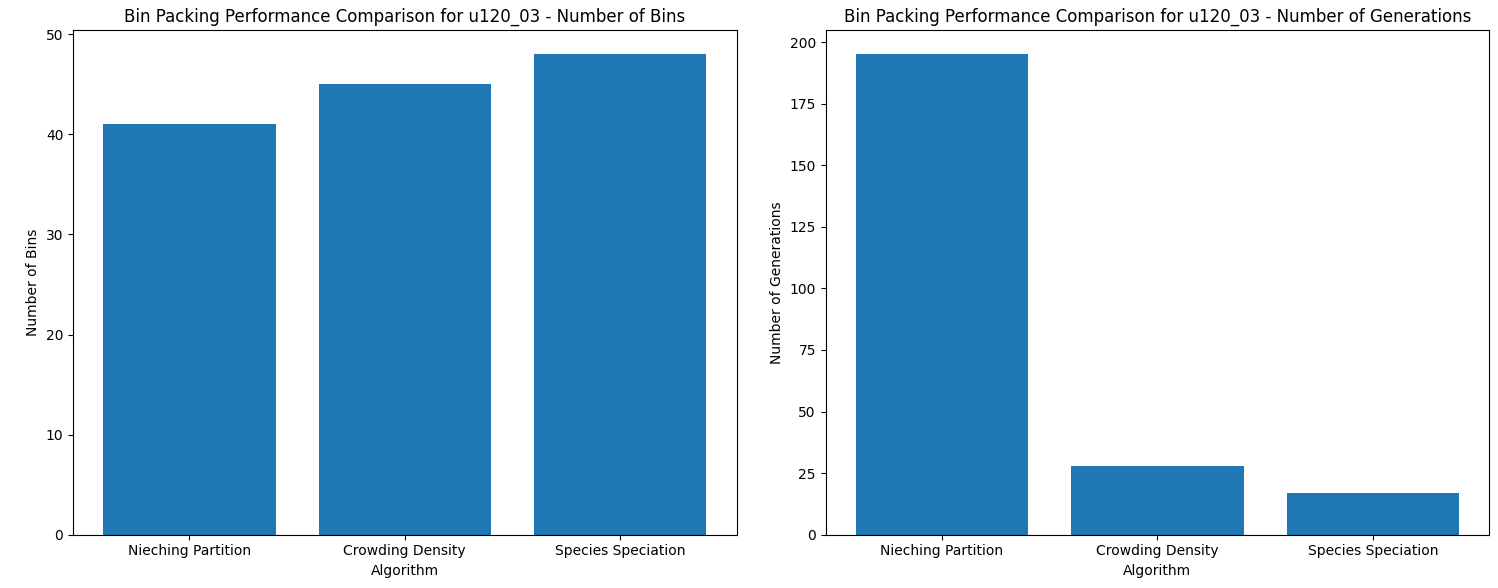 Bin Packing Performance Comparison for u120_03 - Number of Bins
50
40
30
20
10
0
Number of Bins
Nieching Partition
Crowding Density
Species Speciation
Algorithm
Bin Packing Performance Comparison for u120_03 - Number of Generations
200
175
150
125
100
75
50
25
0
Number of Generations
Nieching Partition
Crowding Density
Species Speciation
Algorithm